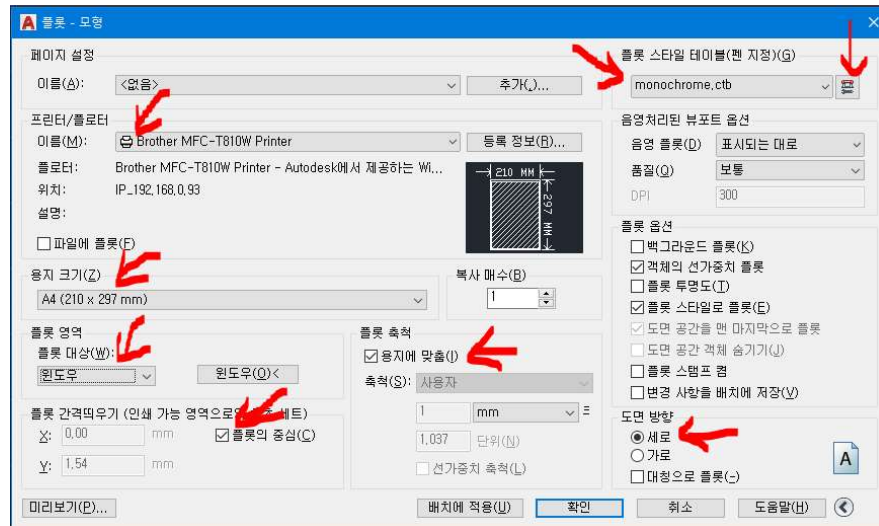 플롯 - 모형
페이지 설정
이름(A): <없음> 추가(.)...
프린터/플로터
이름(M): Brother MFC-T810W Printer 등록 정보(R)...
플로터: Brother MFC-T810W Printer - Autodesk에서 제공하는 Wi...
위치: IP_192,168,0,93
설명:
210 MM
297 MM
파일에 플롯(F)
용지 크기(Z)
A4 (210 x 297 mm)
복사 매수(B)
1
플롯 영역
플롯 대상(W):
윈도우 윈도우(O)<
플롯 간격띄우기 (인쇄 가능 영역으로 세트)
X: 0,00 mm 플롯의 중심(C)
Y: 1,54 mm
플롯 축척
용지에 맞춤(I)
축척(S): 사용자
1 mm =
1,037 단위(N)
선가중치 축척(L)
플롯 스타일 테이블(펜 지정)(G)
monochrome,ctb
음영처리된 뷰포트 옵션
음영 플롯(D) 표시되는 대로
품질(Q) 보통
DPI 300
플롯 옵션
백그라운드 플롯(K)
객체의 선가중치 플롯
플롯 투명도(T)
플롯 스타일로 플롯(E)
도면 공간을 맨 마지막으로 플롯
도면 공간 객체 숨기기(J)
플롯 스탬프 켬
변경 사항을 배치에 저장(V)
도면 방향
세로
가로
대칭으로 플롯(-)
A
미리보기(P)... 배치에 적용(U) 확인 취소 도움말(H)